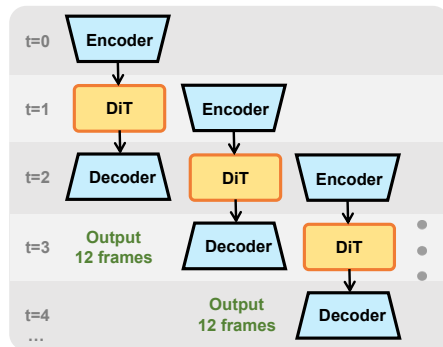 t=0
Encoder
t=1
DiT
Encoder
t=2
Decoder
DiT
Encoder
t=3
Output
12 frames
Decoder
DiT
t=4
Output
12 frames
Decoder
...